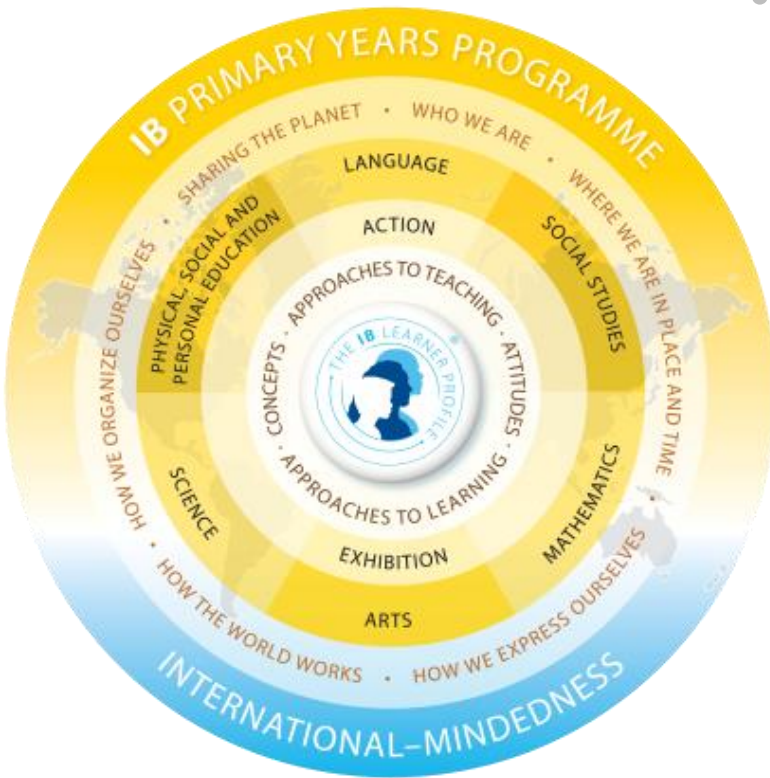 IB PRIMARY YEARS PROGRAMME
SHARING THE PLANET • WHO WE ARE • WHERE WE ARE IN PLACE AND TIME • HOW WE EXPRESS OURSELVES • HOW THE WORLD WORKS • HOW WE ORGANIZE OURSELVES •
LANGUAGE
SOCIAL STUDIES
MATHEMATICS
ARTS
SCIENCE
PHYSICAL, SOCIAL AND
PERSONAL EDUCATION
ACTION
EXHIBITION
APPROACHES TO TEACHING · ATTITUDES · APPROACHES TO LEARNING · CONCEPTS ·
THE IB LEARNER PROFILE
®
INTERNATIONAL–MINDEDNESS